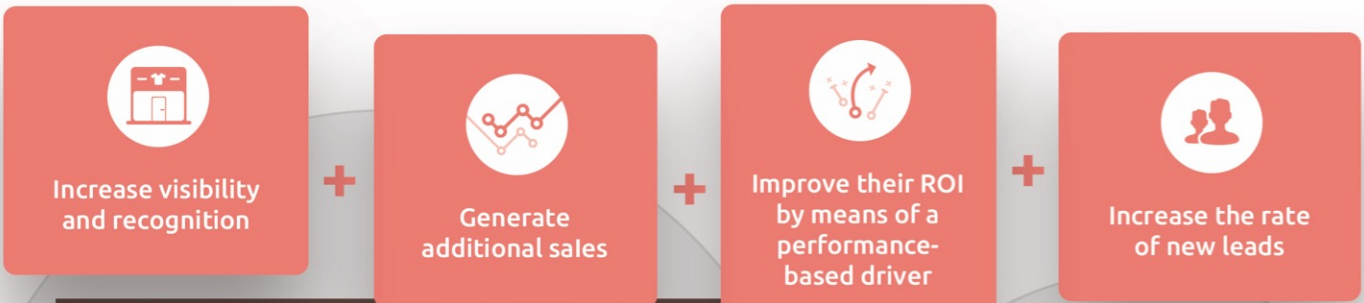 Increase visibility
and recognition
+
Generate
additional sales
+
Improve their ROI
by means of a
performance-
based driver
+
Increase the rate
of new leads